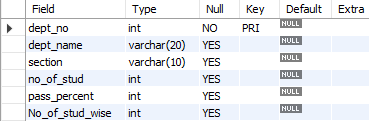 Field Type Null Key Default Extra
dept_no int NO PRI NULL
dept_name varchar(20) YES NULL
section varchar(10) YES NULL
no_of_stud int YES NULL
pass_percent int YES NULL
No_of_stud_wise int YES NULL